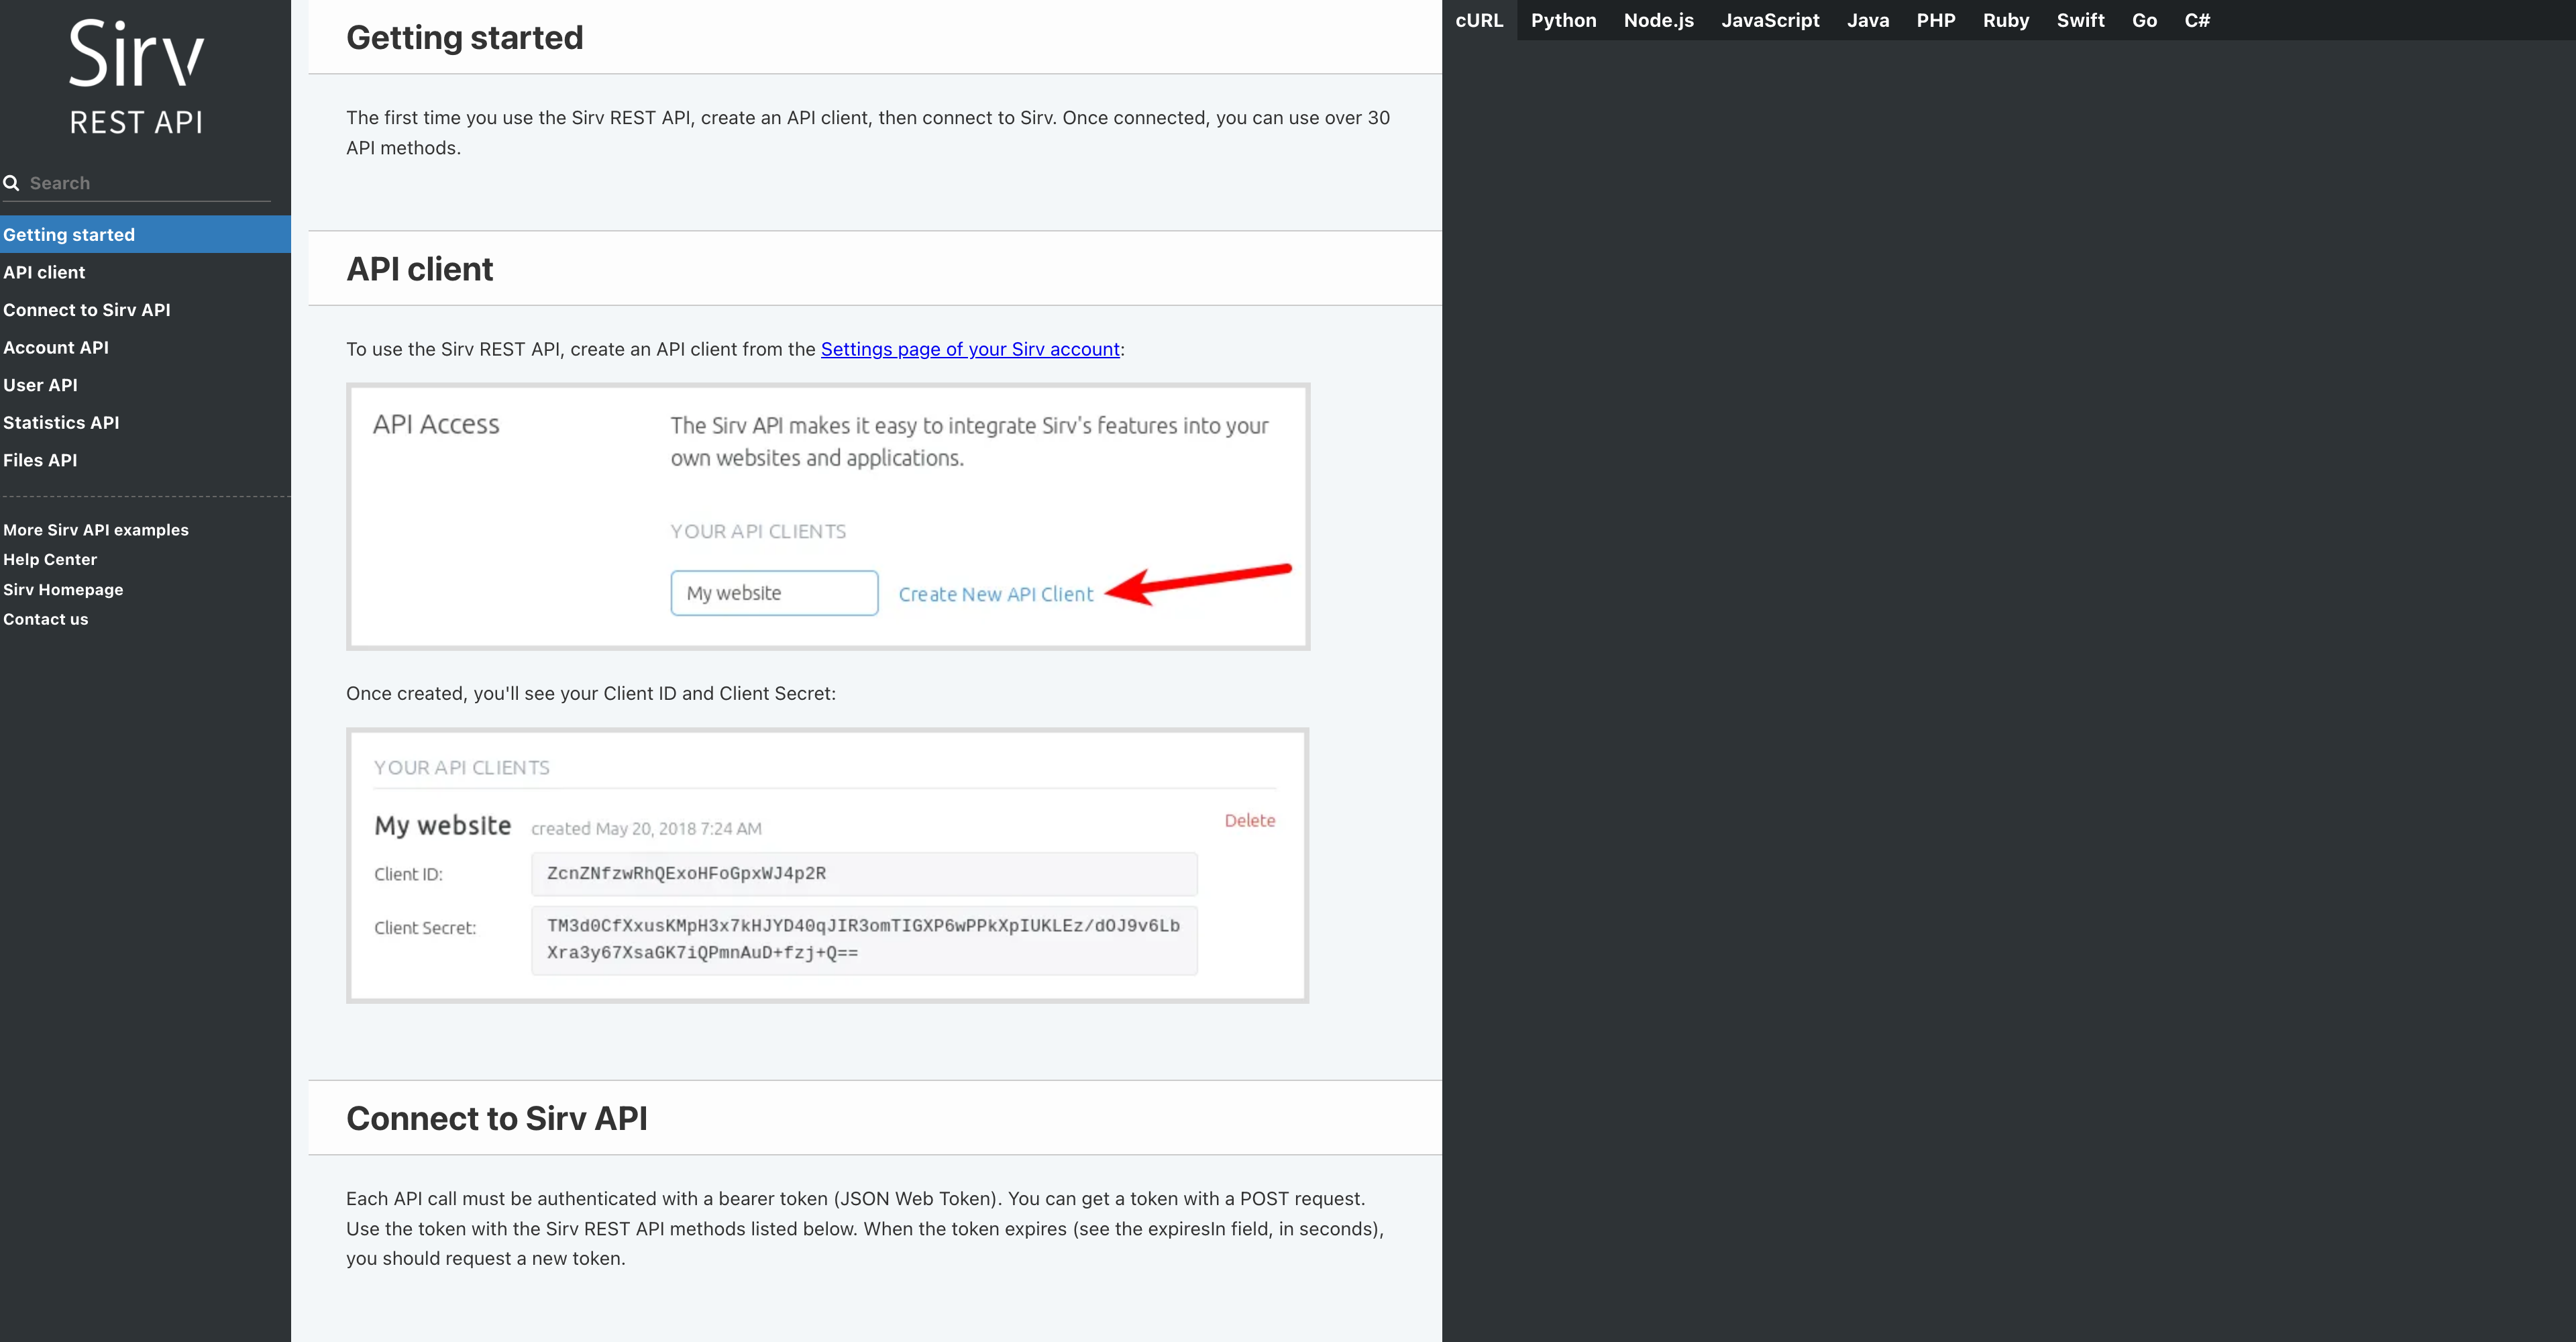 Sirv
REST API
Search
Getting started
API client
Connect to Sirv API
Account API
User API
Statistics API
Files API
More Sirv API examples
Help Center
Sirv Homepage
Contact us
Getting started
The first time you use the Sirv REST API, create an API client, then connect to Sirv. Once connected, you can use over 30
API methods.
API client
To use the Sirv REST API, create an API client from the Settings page of your Sirv account:
API Access
The Sirv API makes it easy to integrate Sirv's features into your
own websites and applications.
YOUR API CLIENTS
My website Create New API Client
Once created, you'll see your Client ID and Client Secret:
YOUR API CLIENTS
My website created May 20, 2018 7:24 AM Delete
Client ID: ZcnZNfzwRhQExoHFoGpxWJ4p2R
Client Secret: TM3d0CfXxusKMpH3x7kHJYD40qJIR3omTIGXP6wPPkXpIUKLEz/dOJ9v6Lb
Xra3y67XsaGK7iQPmnAuD+fzj+Q==
Connect to Sirv API
Each API call must be authenticated with a bearer token (JSON Web Token). You can get a token with a POST request.
Use the token with the Sirv REST API methods listed below. When the token expires (see the expiresIn field, in seconds),
you should request a new token.
cURL Python Node.js JavaScript Java PHP Ruby Swift Go C#